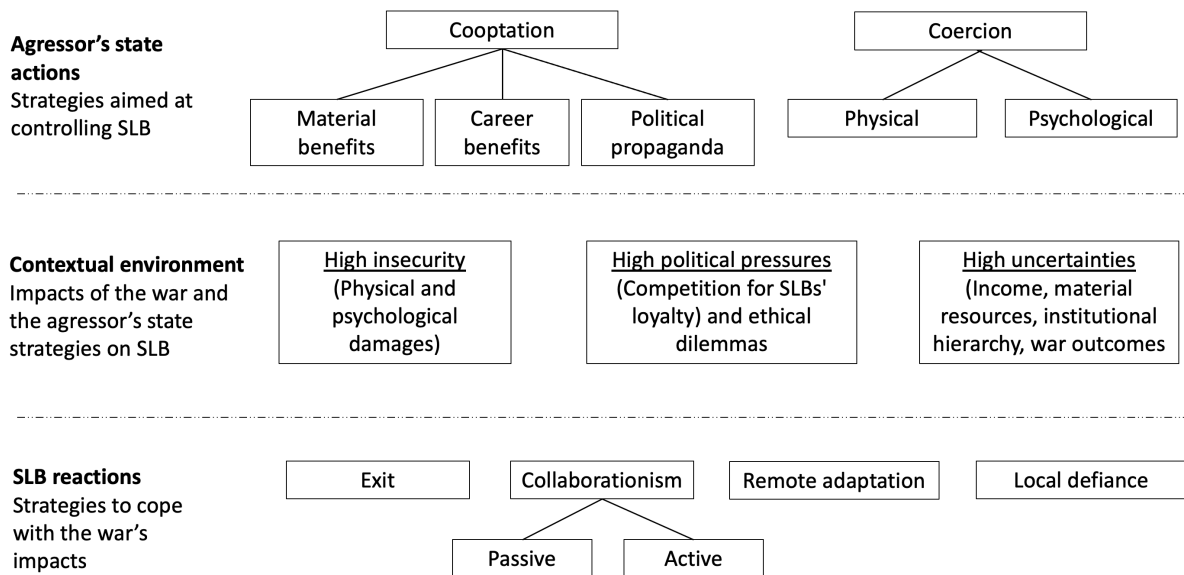 Agressor's state
actions
Strategies aimed at
controlling SLB
Cooptation
Coercion
Material
benefits
Career
benefits
Political
propaganda
Physical
Psychological
Contextual environment
Impacts of the war and
the agressor's state
strategies on SLB
High insecurity
(Physical and
psychological
damages)
High political pressures
(Competition for SLBs'
loyalty) and ethical
dilemmas
High uncertainties
(Income, material
resources, institutional
hierarchy, war outcomes
SLB reactions
Strategies to cope
with the war's
impacts
Exit
Collaborationism
Remote adaptation
Local defiance
Passive
Active